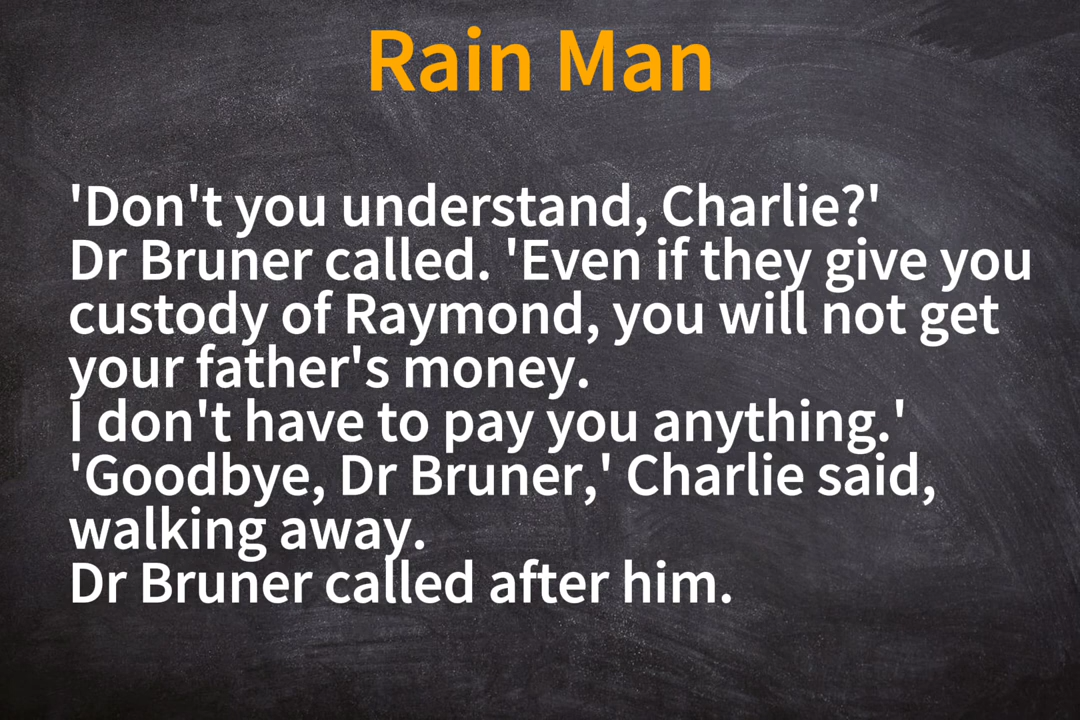 Rain Man
'Don't you understand, Charlie?'
Dr Bruner called. 'Even if they give you
custody of Raymond, you will not get
your father's money.
I don't have to pay you anything.'
'Goodbye, Dr Bruner,' Charlie said,
walking away.
Dr Bruner called after him.